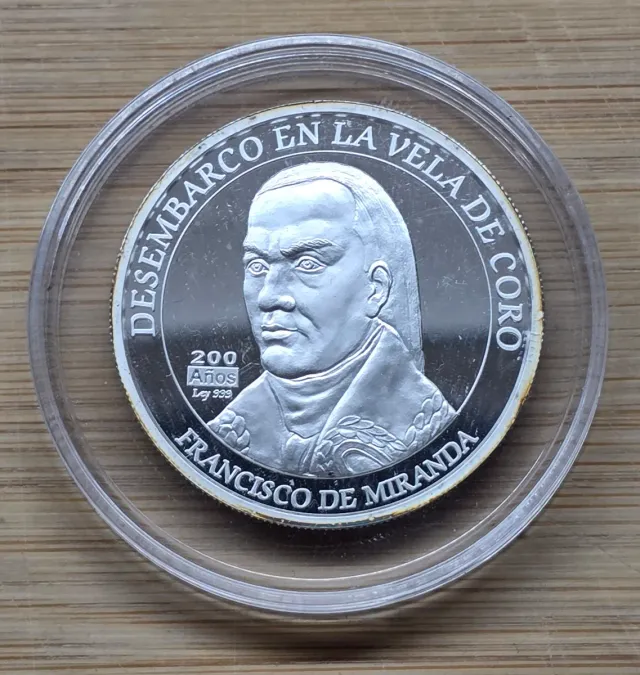 DESEMBARCO EN LA VELA DE CORO
200
Años
Ley 999
FRANCISCO DE MIRANDA